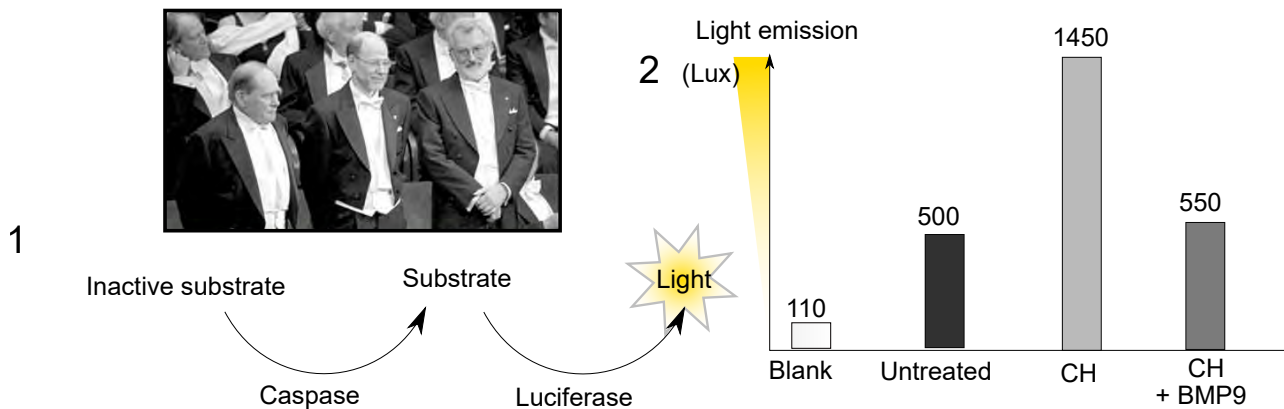 1
Inactive substrate
Substrate
Light
Caspase
Luciferase
2
Light emission
(Lux)
110
500
1450
550
Blank
Untreated
CH
CH
+ BMP9